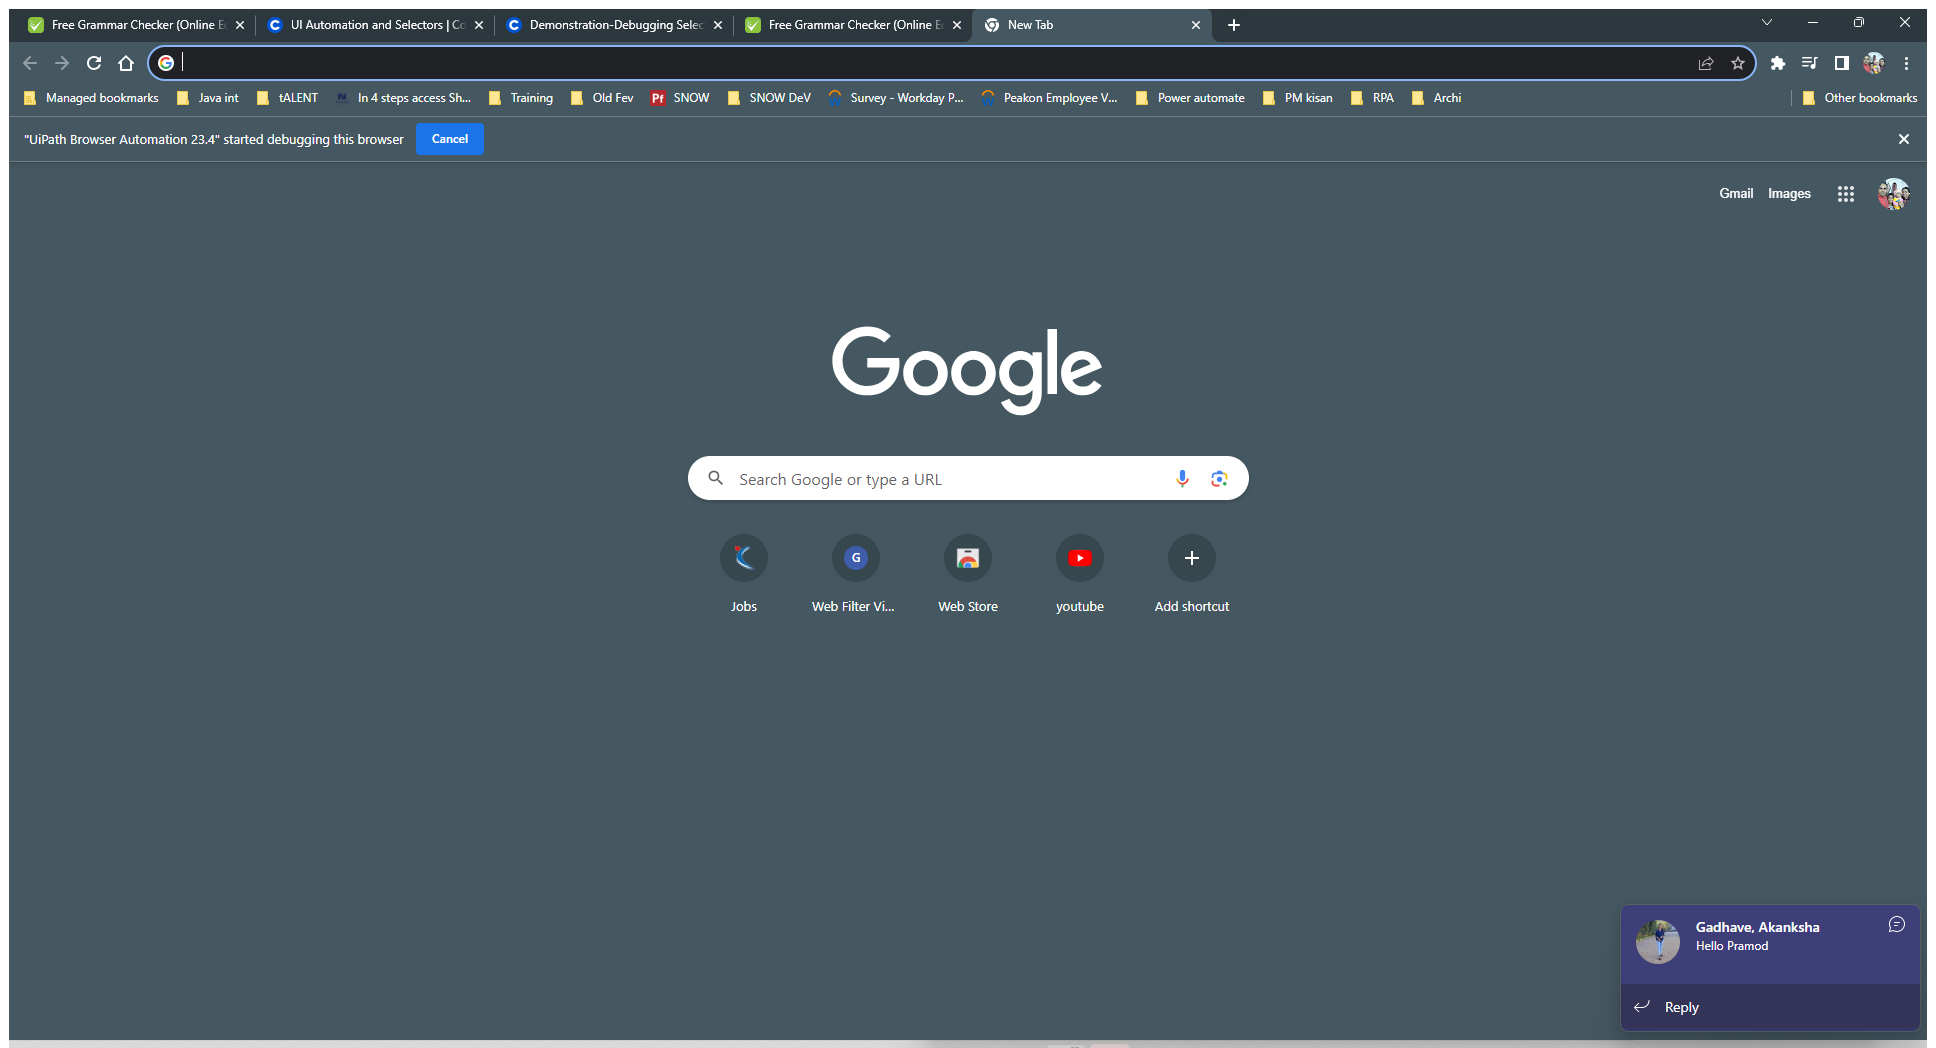 Free Grammar Checker (Online E
UI Automation and Selectors | Co
Demonstration-Debugging Selec
Free Grammar Checker (Online E
New Tab
Managed bookmarks
Java int
tALENT
In 4 steps access Sh...
Training
Old Fev
SNOW
SNOW DeV
Survey - Workday P...
Peakon Employee V...
Power automate
PM kisan
RPA
Archi
Other bookmarks
"UiPath Browser Automation 23.4" started debugging this browser
Cancel
Gmail
Images
Google
Search Google or type a URL
G
Jobs
Web Filter Vi...
Web Store
youtube
Add shortcut
Gadhave, Akanksha
Hello Pramod
Reply